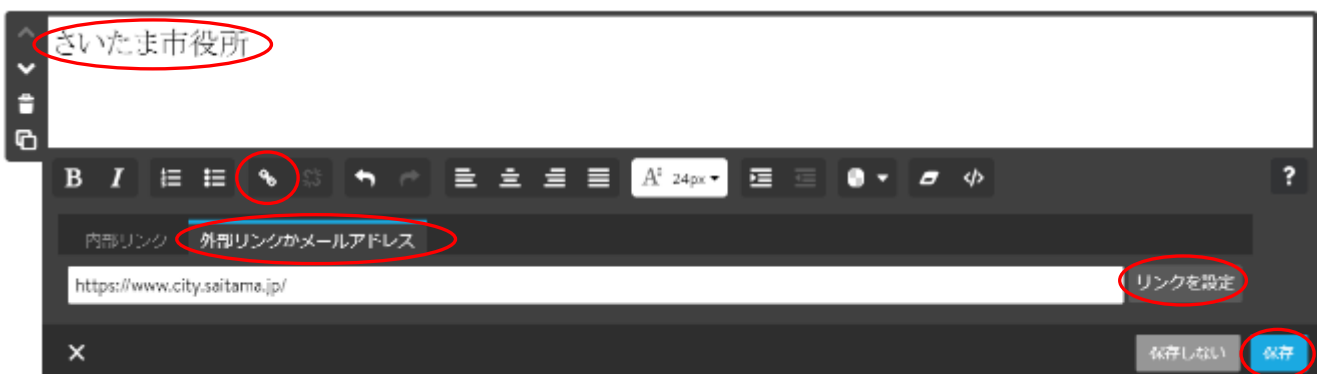 さいたま市役所
B I A 24px ?
内部リンク 外部リンクかメールアドレス
https://www.city.saitama.jp/ リンクを設定
保存しない 保存